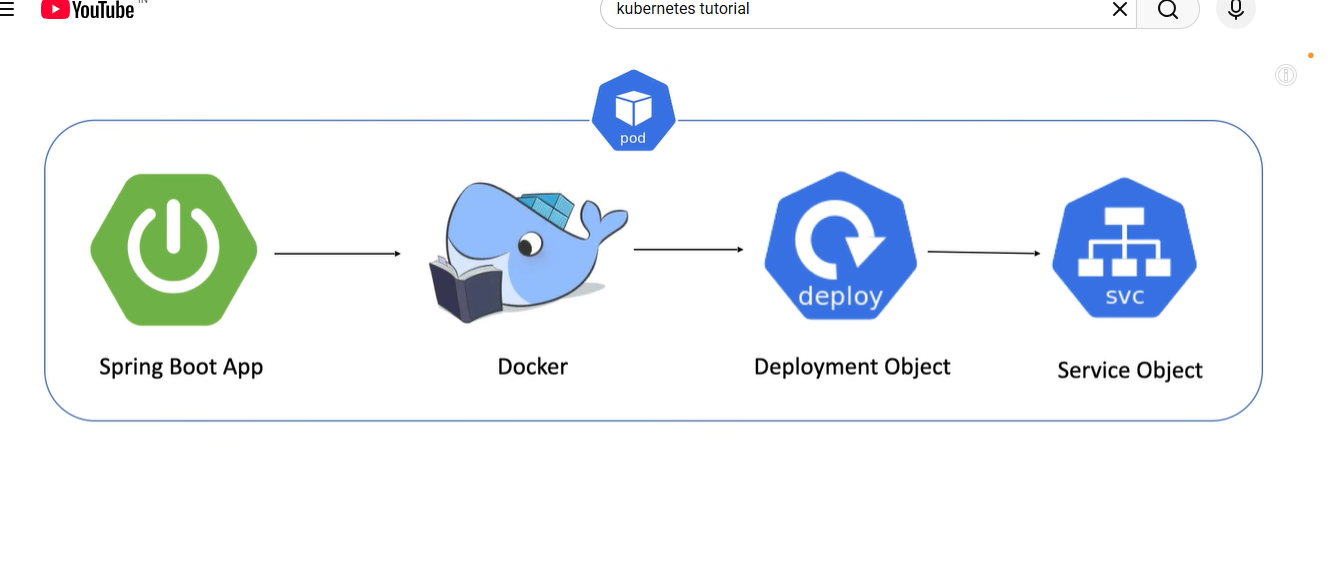 YouTube IN
kubernetes tutorial
pod
deploy
svc
Spring Boot App
Docker
Deployment Object
Service Object